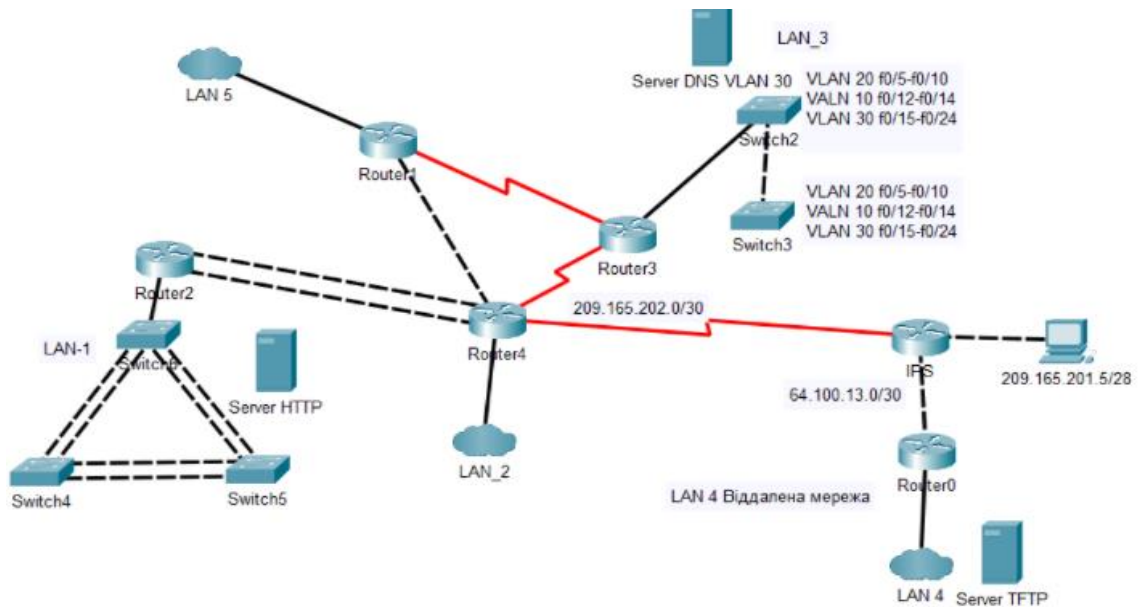 LAN_3
Server DNS VLAN 30
VLAN 20 f0/5-f0/10
VALN 10 f0/12-f0/14
VLAN 30 f0/15-f0/24
LAN 5
Switch2
Router1
VLAN 20 f0/5-f0/10
VALN 10 f0/12-f0/14
VLAN 30 f0/15-f0/24
Switch3
Router3
Router2
209.165.202.0/30
LAN-1
Switch6
Router4
IPS
209.165.201.5/28
64.100.13.0/30
Server HTTP
LAN_2
Switch4
Switch5
Router0
LAN 4 Віддалена мережа
LAN 4
Server TFTP